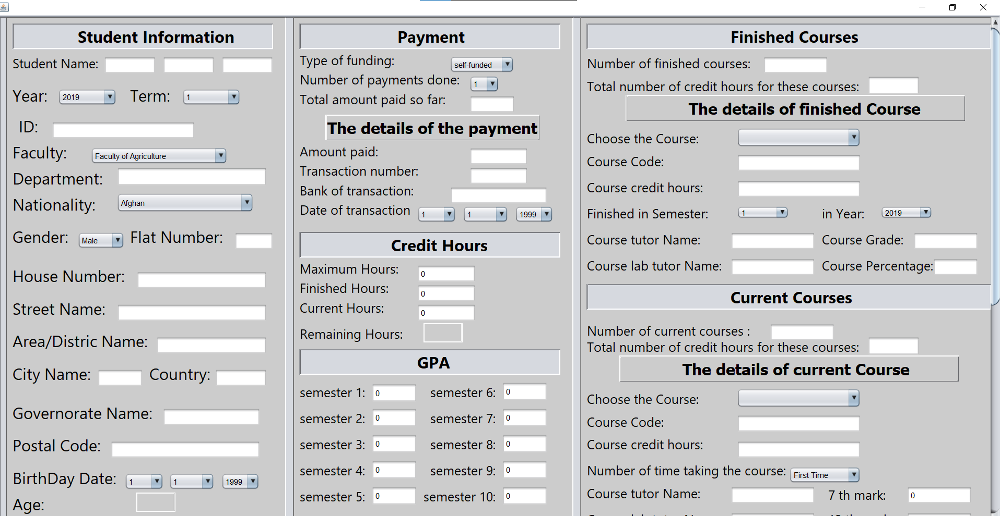 Student Information
Student Name:
Year: 2019 Term: 1
ID:
Faculty: Faculty of Agriculture
Department:
Nationality: Afghan
Gender: Male Flat Number:
House Number:
Street Name:
Area/Distric Name:
City Name: Country:
Governorate Name:
Postal Code:
BirthDay Date: 1 1 1999
Age:
Payment
Type of funding: self-funded
Number of payments done: 1
Total amount paid so far:
The details of the payment
Amount paid:
Transaction number:
Bank of transaction:
Date of transaction 1 1 1999
Credit Hours
Maximum Hours: 0
Finished Hours: 0
Current Hours: 0
Remaining Hours:
GPA
semester 1: 0 semester 6: 0
semester 2: 0 semester 7: 0
semester 3: 0 semester 8: 0
semester 4: 0 semester 9: 0
semester 5: 0 semester 10: 0
Finished Courses
Number of finished courses:
Total number of credit hours for these courses:
The details of finished Course
Choose the Course:
Course Code:
Course credit hours:
Finished in Semester: 1 in Year: 2019
Course tutor Name: Course Grade:
Course lab tutor Name: Course Percentage:
Current Courses
Number of current courses :
Total number of credit hours for these courses:
The details of current Course
Choose the Course:
Course Code:
Course credit hours:
Number of time taking the course: First Time
Course tutor Name: 7 th mark: 0